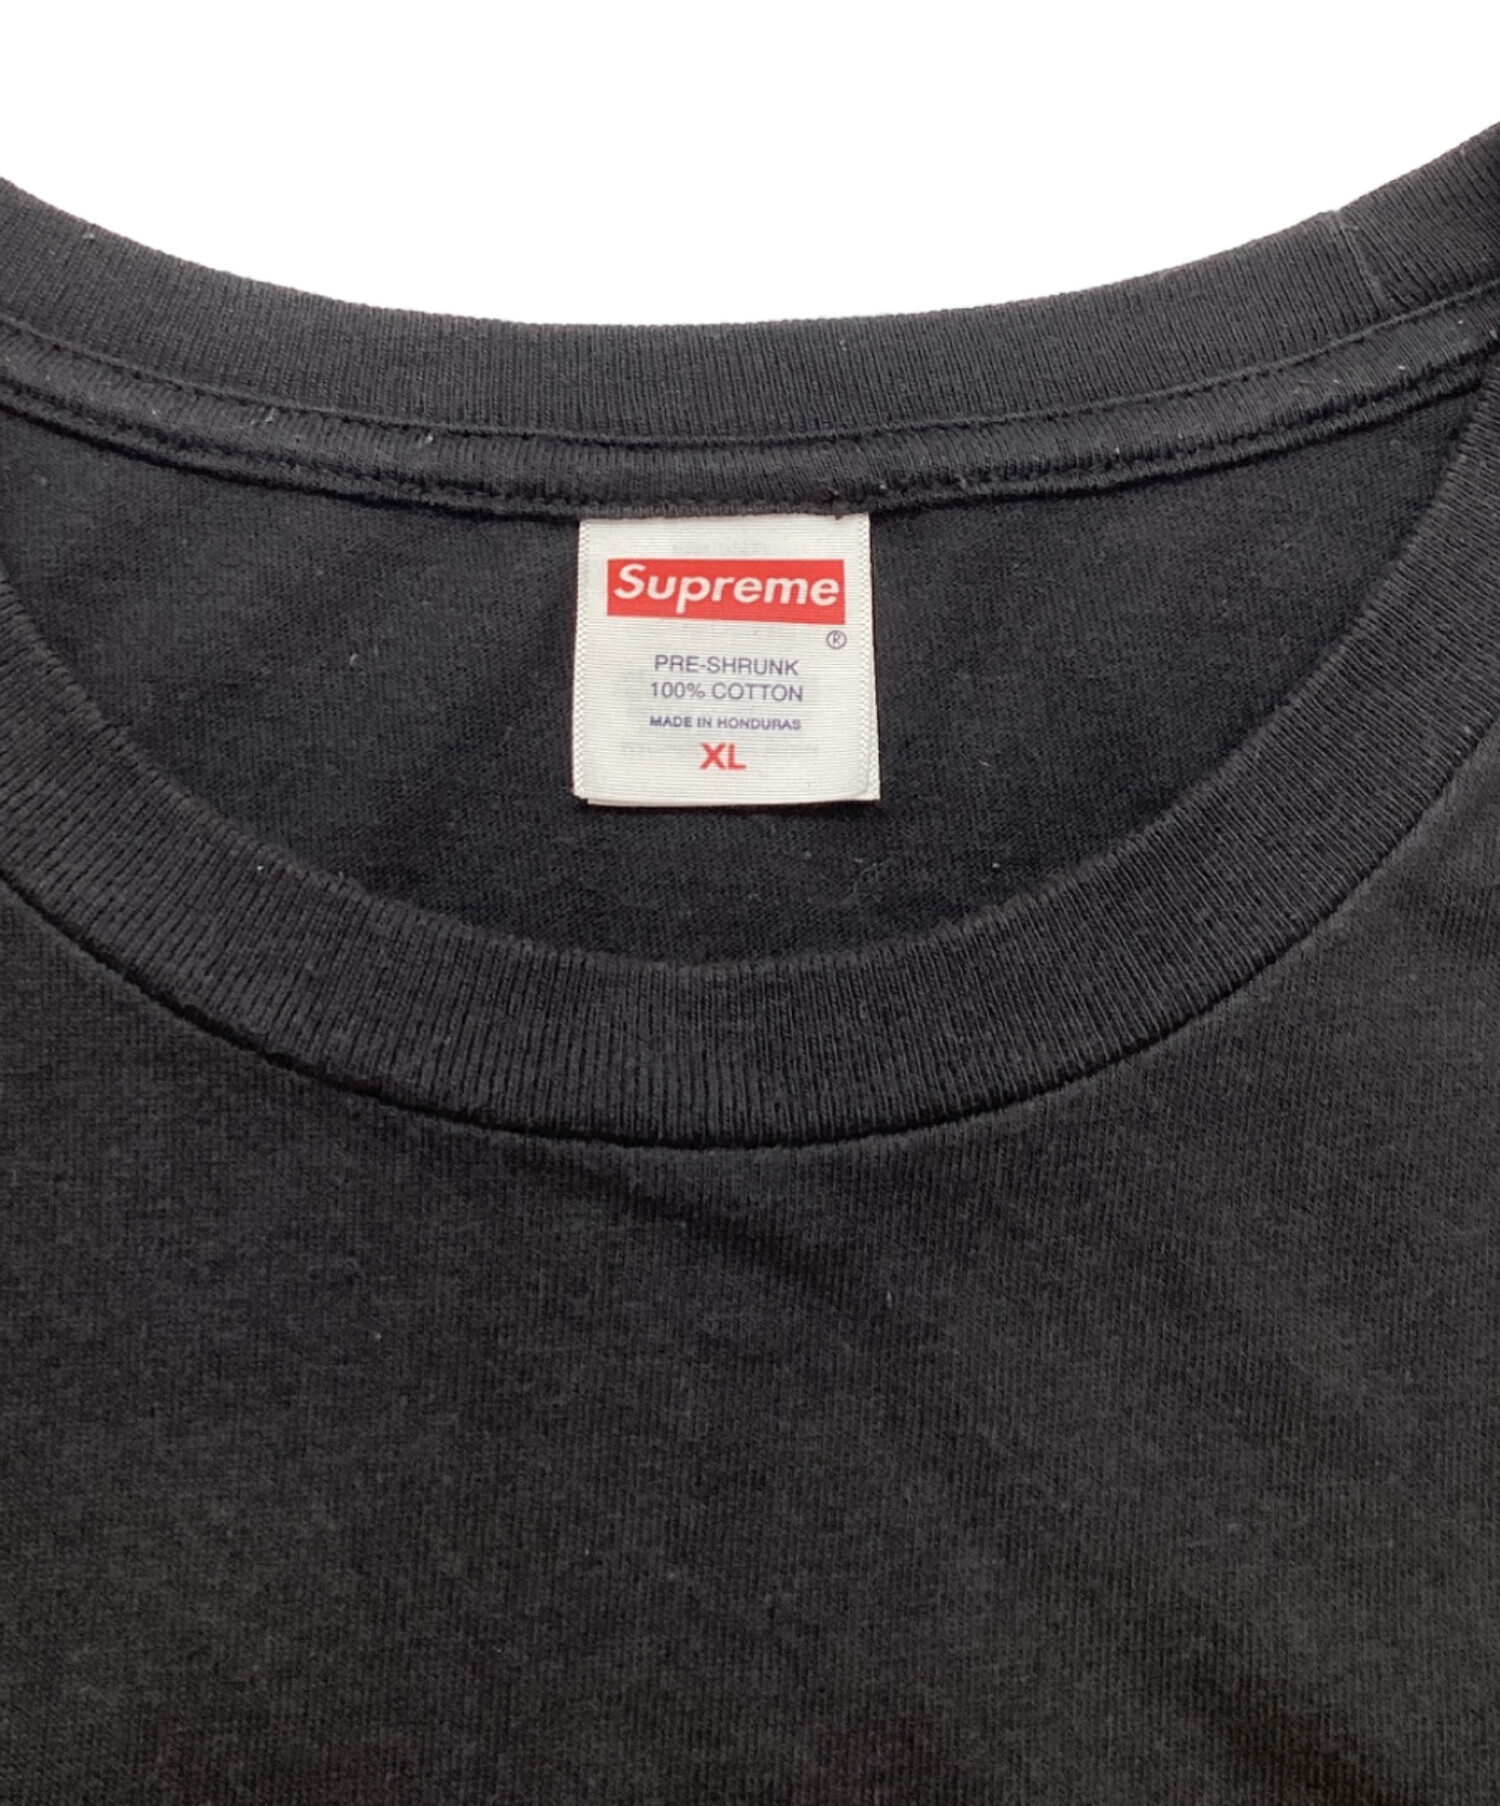 Supreme
®
PRE-SHRUNK
100% COTTON
MADE IN HONDURAS
XL